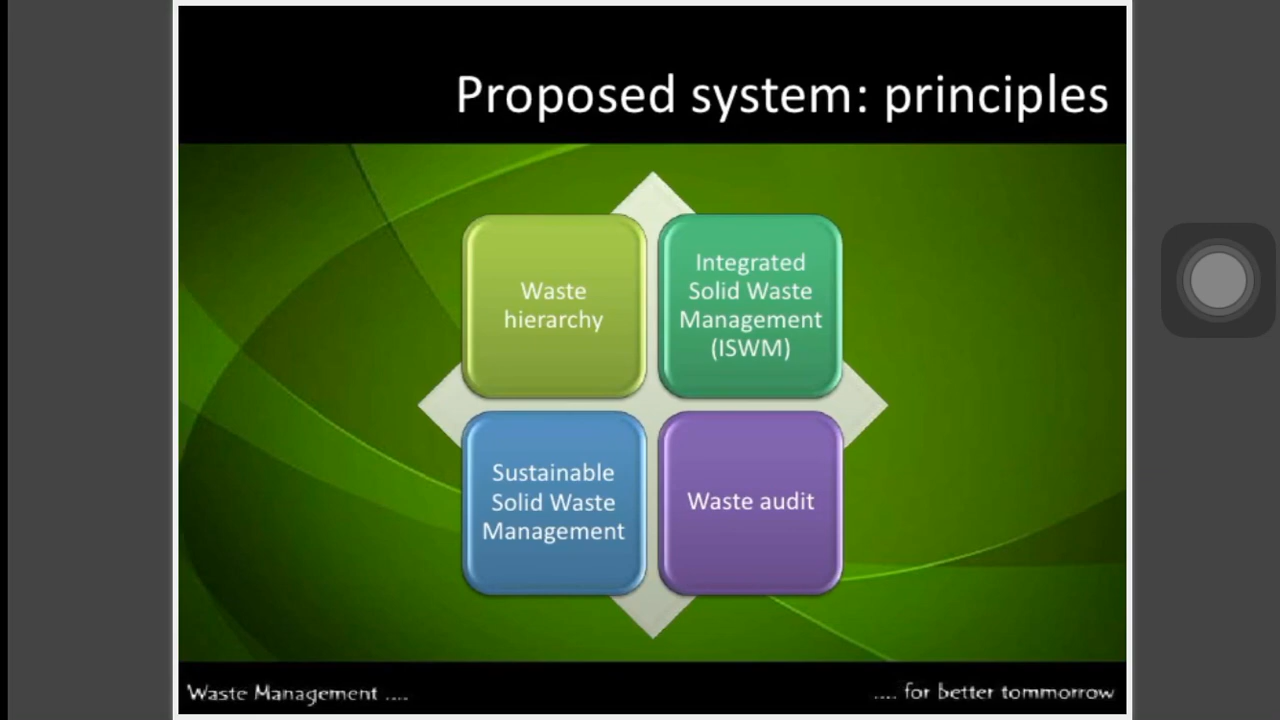 Proposed system: principles
Waste
hierarchy
Integrated
Solid Waste
Management
(ISWM)
Sustainable
Solid Waste
Management
Waste audit
Waste Management ....
.... for better tommorrow